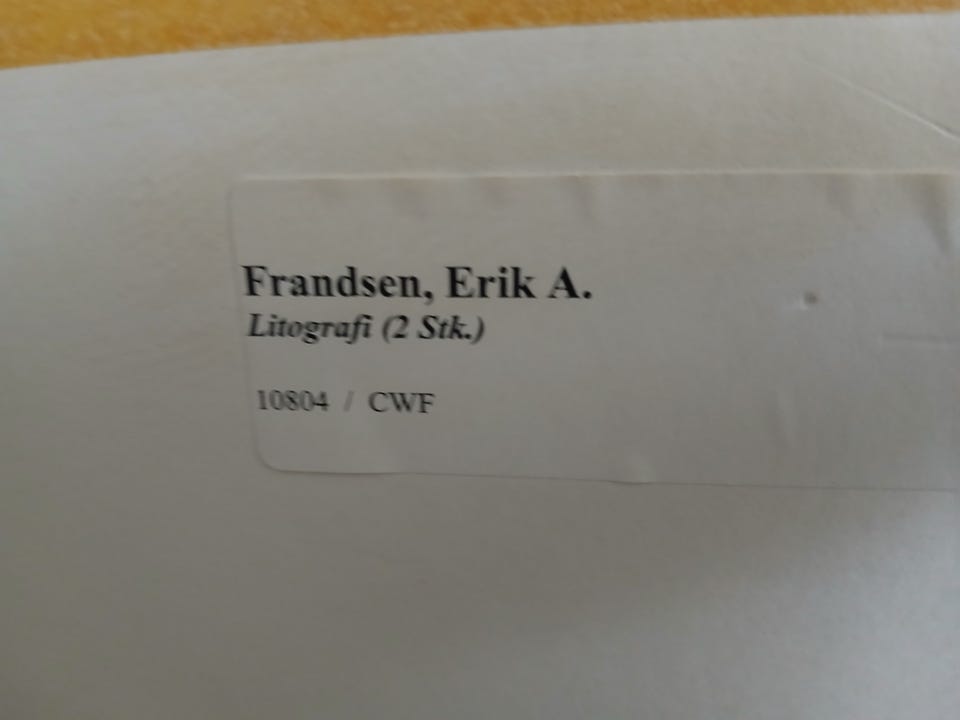 Frandsen, Erik A.
Litografi (2 Stk.)
10804 / CWF